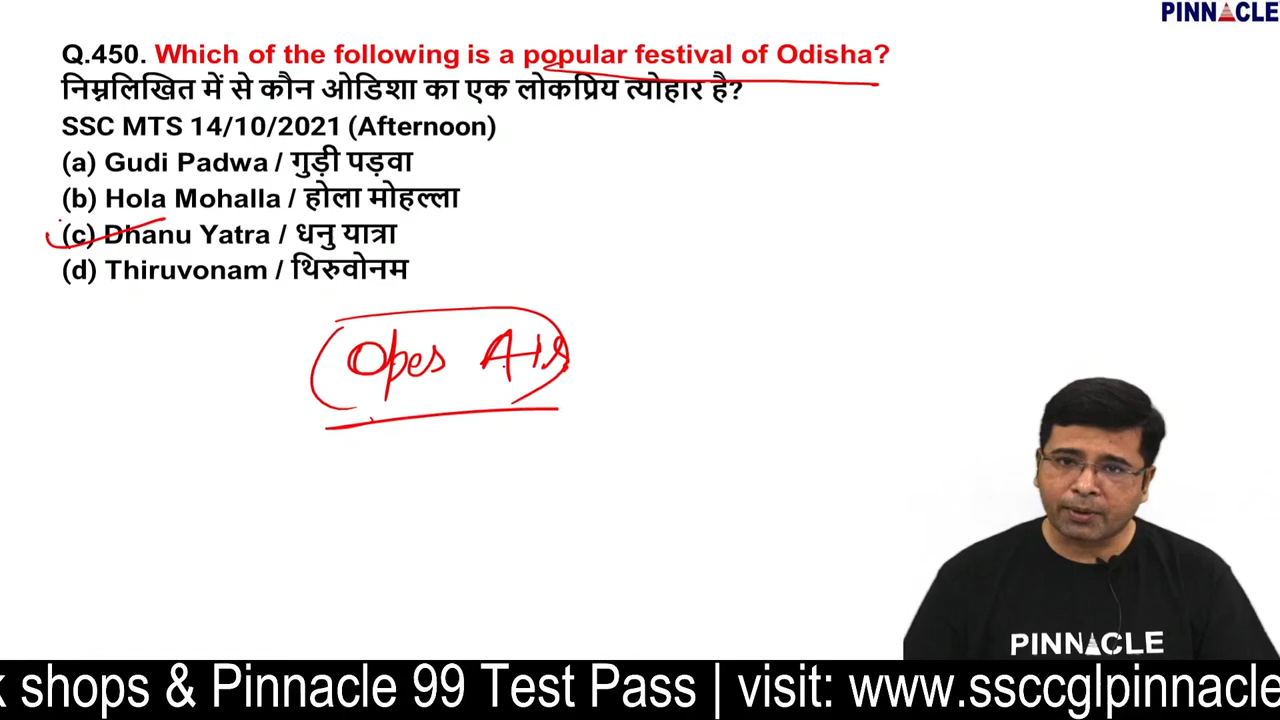 PINNACLE
Q.450. Which of the following is a popular festival of Odisha?
निम्नलिखित में से कौन ओडिशा का एक लोकप्रिय त्योहार है?
SSC MTS 14/10/2021 (Afternoon)
(a) Gudi Padwa / गुड़ी पड़वा
(b) Hola Mohalla / होला मोहल्ला
(c) Dhanu Yatra / धनु यात्रा
(d) Thiruvonam / थिरुवोनम
Open Air
PINNACLE
k shops & Pinnacle 99 Test Pass | visit: www.ssccglpinnacle